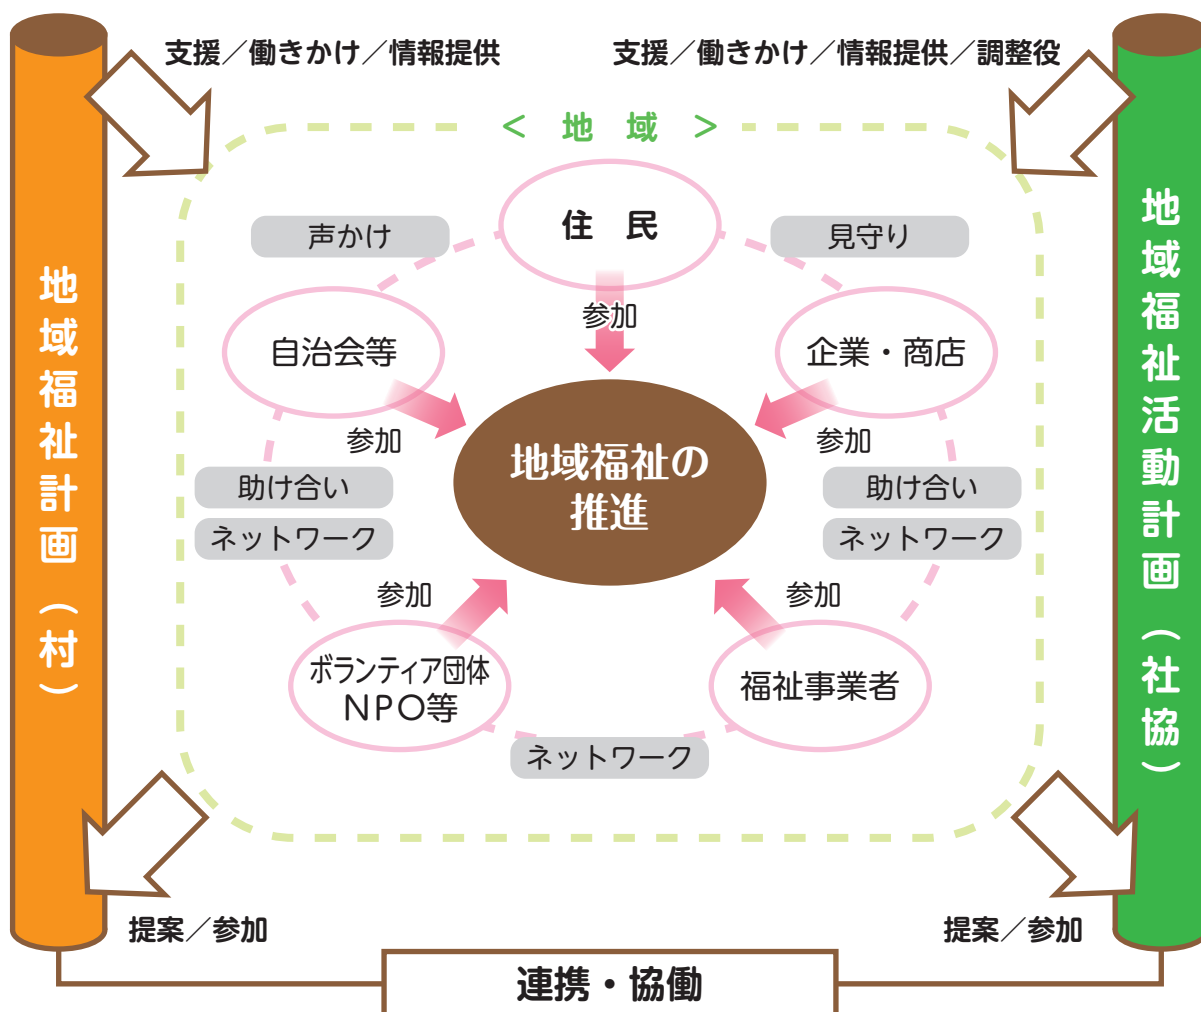 支援／働きかけ／情報提供
支援／働きかけ／情報提供／調整役
＜ 地 域 ＞
住 民
声かけ
見守り
参加
自治会等
企業・商店
参加
参加
地域福祉の
推進
助け合い
ネットワーク
助け合い
ネットワーク
参加
参加
ボランティア団体
NPO等
福祉事業者
ネットワーク
地域福祉計画（村）
地域福祉活動計画（社協）
提案／参加
提案／参加
連携・協働